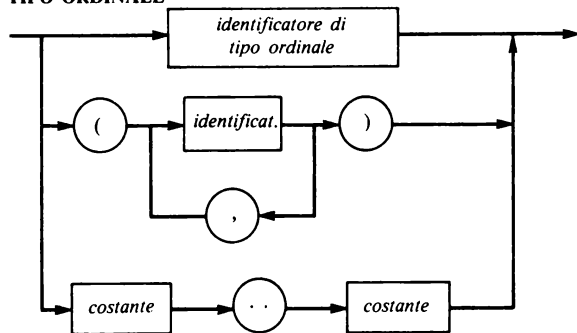 TIPO ORDINALE
identificatore di
tipo ordinale
( identificat. )
,
costante .. costante